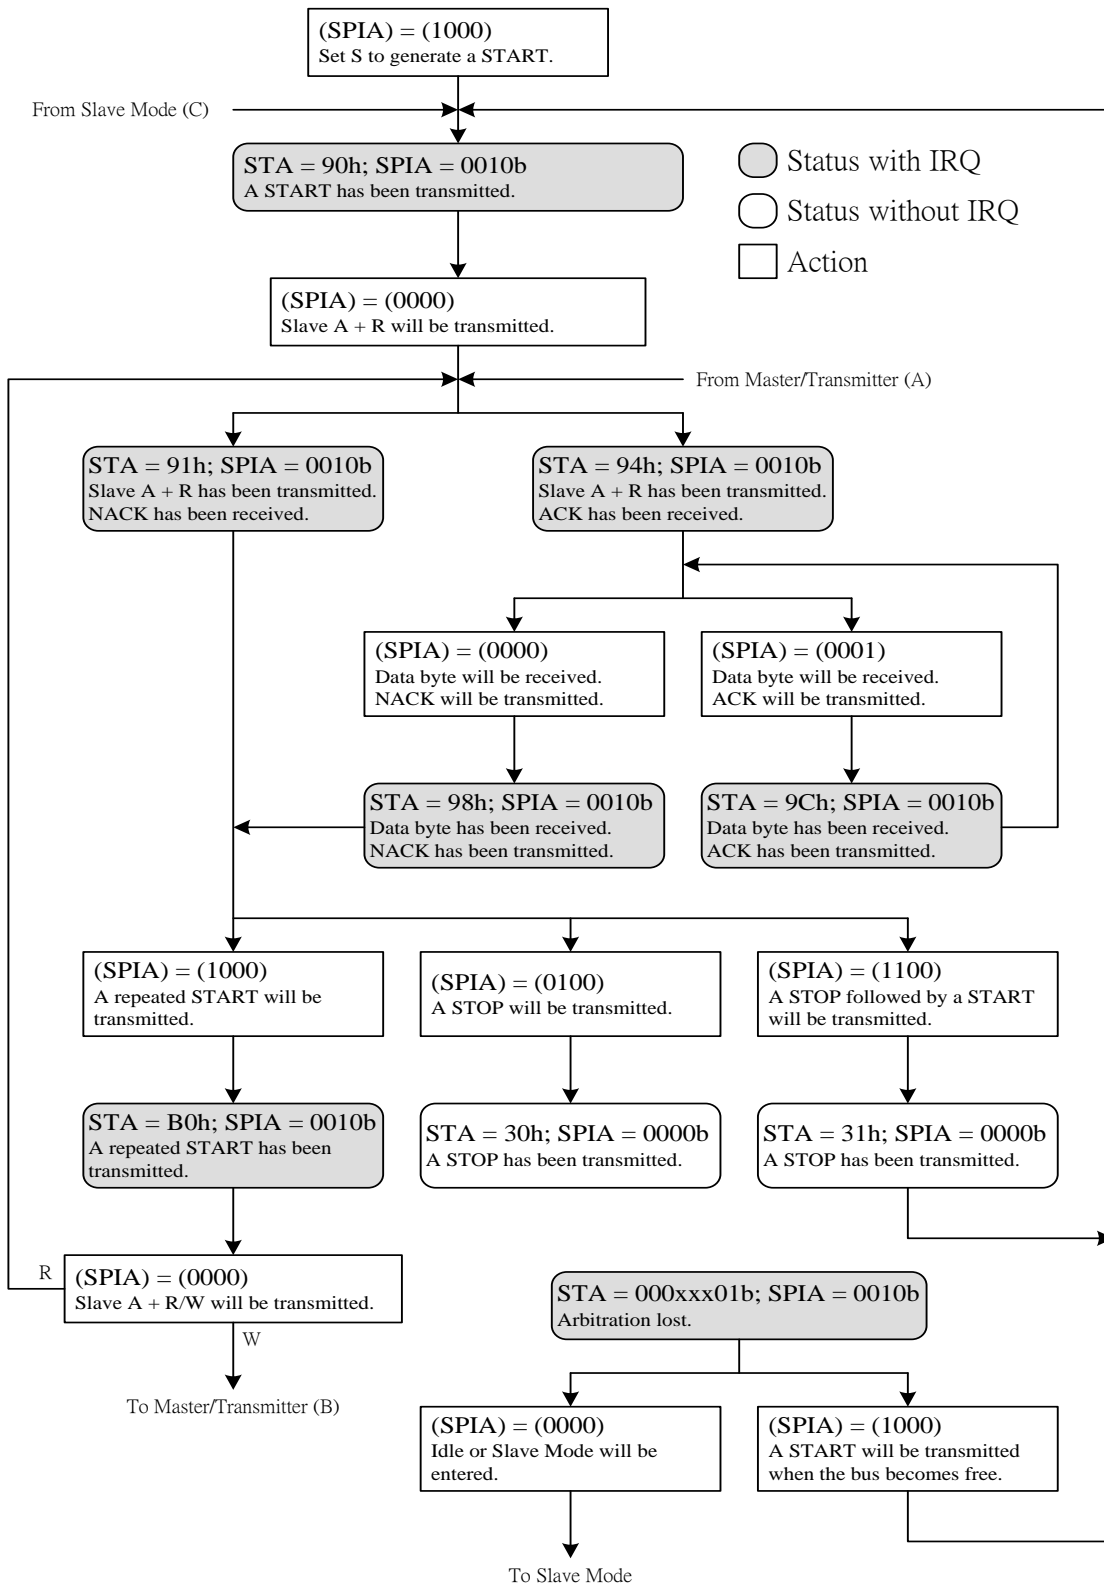 (SPIA) = (1000)
Set S to generate a START.
From Slave Mode (C)
STA = 90h; SPIA = 0010b
A START has been transmitted.
Status with IRQ
Status without IRQ
Action
(SPIA) = (0000)
Slave A + R will be transmitted.
From Master/Transmitter (A)
STA = 91h; SPIA = 0010b
Slave A + R has been transmitted.
NACK has been received.
STA = 94h; SPIA = 0010b
Slave A + R has been transmitted.
ACK has been received.
(SPIA) = (0000)
Data byte will be received.
NACK will be transmitted.
(SPIA) = (0001)
Data byte will be received.
ACK will be transmitted.
STA = 98h; SPIA = 0010b
Data byte has been received.
NACK has been transmitted.
STA = 9Ch; SPIA = 0010b
Data byte has been received.
ACK has been transmitted.
(SPIA) = (1000)
A repeated START will be
transmitted.
(SPIA) = (0100)
A STOP will be transmitted.
(SPIA) = (1100)
A STOP followed by a START
will be transmitted.
STA = B0h; SPIA = 0010b
A repeated START has been
transmitted.
STA = 30h; SPIA = 0000b
A STOP has been transmitted.
STA = 31h; SPIA = 0000b
A STOP has been transmitted.
R
(SPIA) = (0000)
Slave A + R/W will be transmitted.
W
To Master/Transmitter (B)
STA = 000xxx01b; SPIA = 0010b
Arbitration lost.
(SPIA) = (0000)
Idle or Slave Mode will be
entered.
(SPIA) = (1000)
A START will be transmitted
when the bus becomes free.
To Slave Mode